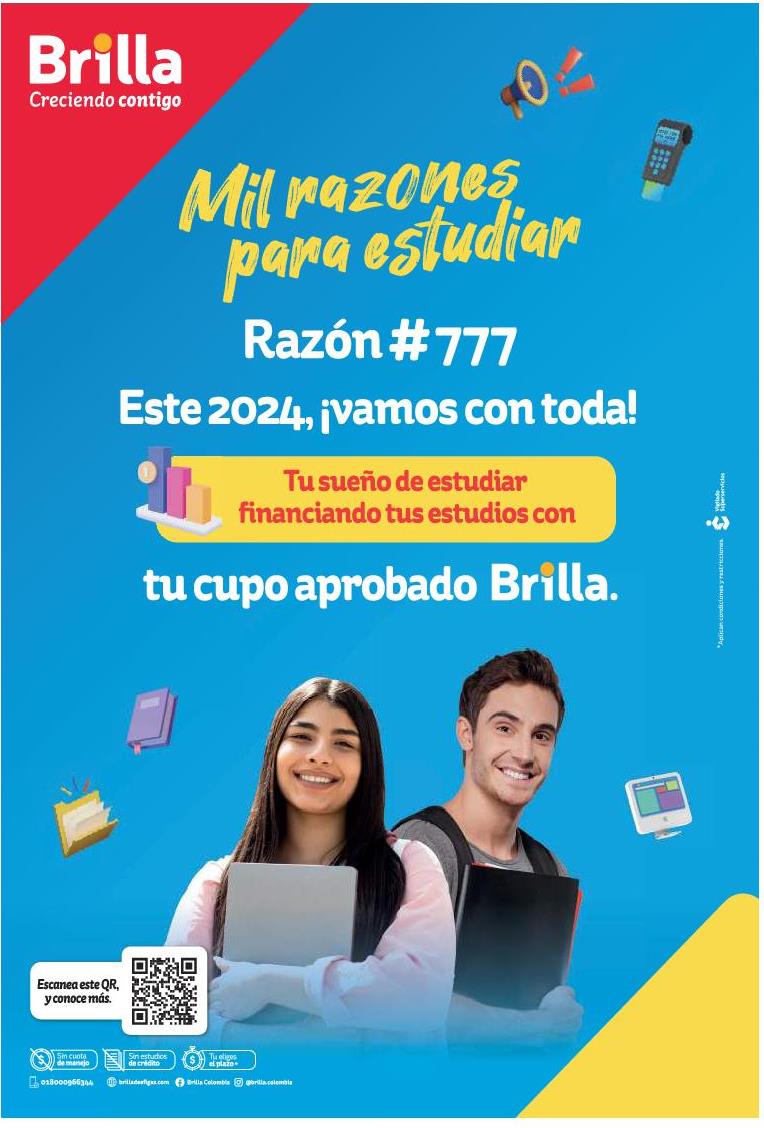 Brilla
Creciendo contigo
Mil razones
para estudiar
Razón #777
Este 2024, ¡vamos con toda!
Tu sueño de estudiar
financiando tus estudios con
tu cupo aprobado Brilla.
*Aplican condiciones y restricciones.
Vigilado
Superservicios
Escanea este QR,
y conoce más.
Sin cuota
de manejo
Sin estudios
de crédito
Tu eliges
el plazo*
018000966344
brilladeefigas.com
Brilla Colombia
@brilla.colombia